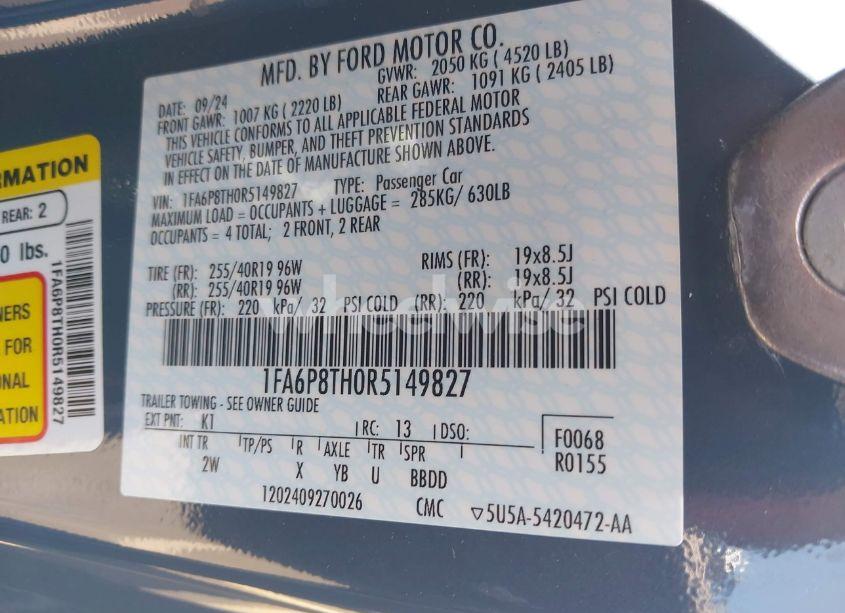 MFD. BY FORD MOTOR CO.
DATE: 09/24 GVWR: 2050 KG ( 4520 LB)
FRONT GAWR: 1007 KG ( 2220 LB) REAR GAWR: 1091 KG ( 2405 LB)
THIS VEHICLE CONFORMS TO ALL APPLICABLE FEDERAL MOTOR
VEHICLE SAFETY, BUMPER, AND THEFT PREVENTION STANDARDS
IN EFFECT ON THE DATE OF MANUFACTURE SHOWN ABOVE.
VIN: 1FA6P8TH0R5149827 TYPE: Passenger Car
MAXIMUM LOAD = OCCUPANTS + LUGGAGE = 285KG/ 630LB
OCCUPANTS = 4 TOTAL; 2 FRONT, 2 REAR
TIRE (FR): 255/40R19 96W RIMS (FR): 19x8.5J
(RR): 255/40R19 96W (RR): 19x8.5J
PRESSURE (FR): 220 kPa/ 32 PSI COLD (RR): 220 kPa/ 32 PSI COLD
wheelwise
1FA6P8TH0R5149827
TRAILER TOWING - SEE OWNER GUIDE
EXT PNT: K1 RC: 13 DSO:
INT TR TP/PS R AXLE TR SPR
2W X YB U BBDD
F0068
R0155
1202409270026 CMC ▽5U5A-5420472-AA
RMATION
REAR: 2
0 lbs.
NERS
FOR
ONAL
ATION
1FA6P8TH0R5149827